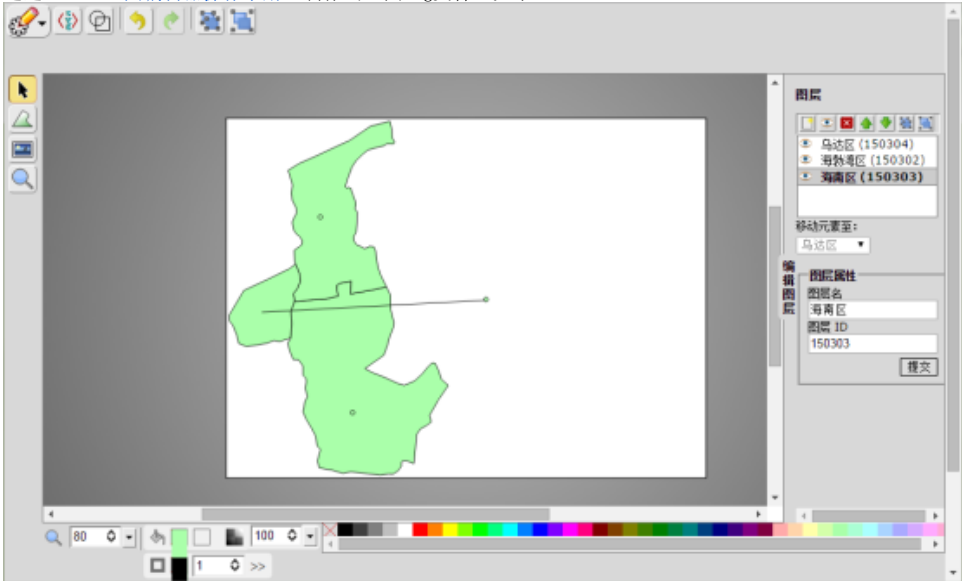 图层
乌达区 (150304)
海勃湾区 (150302)
海南区 (150303)
移动元素至:
乌达区
编辑图层
图层属性
图层名
海南区
图层 ID
150303
提交
80
100
1
>>